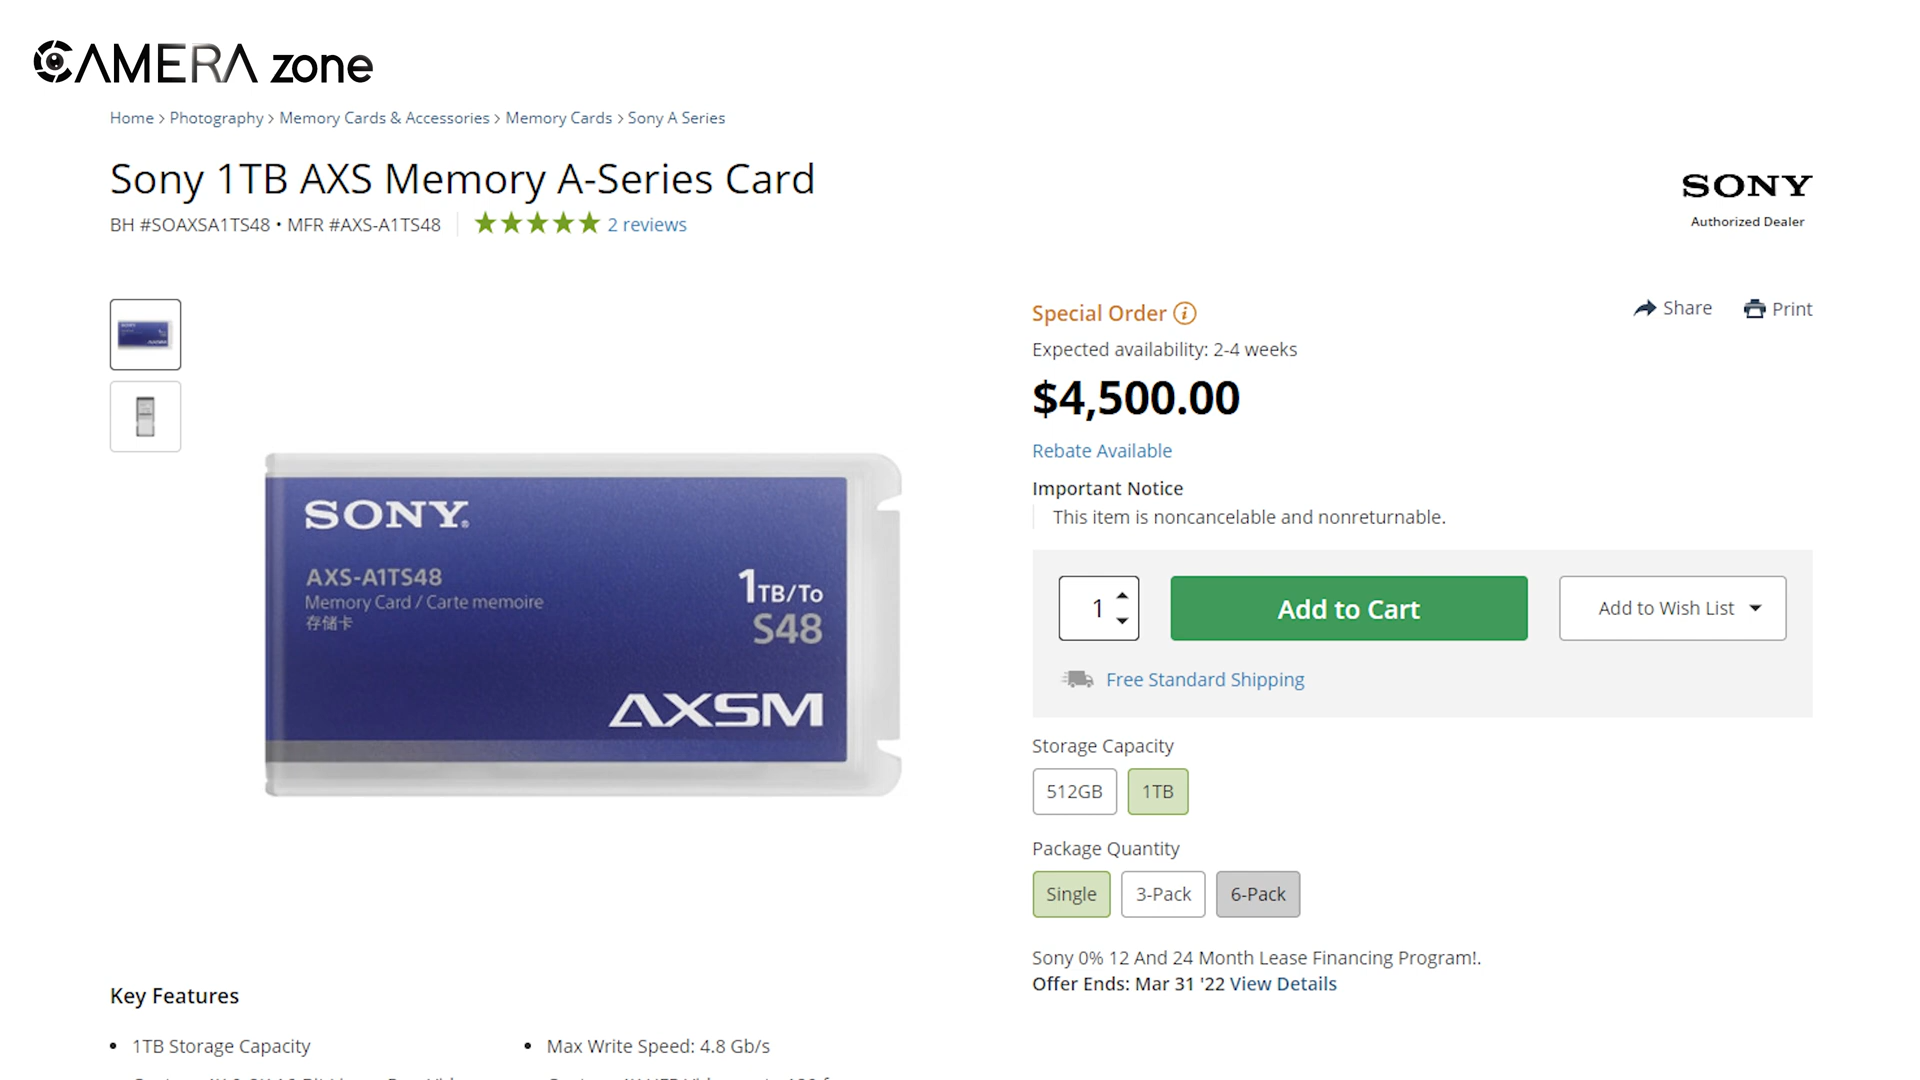 CAMERA zone
Home > Photography > Memory Cards & Accessories > Memory Cards > Sony A Series
Sony 1TB AXS Memory A-Series Card
BH #SOAXSA1TS48 • MFR #AXS-A1TS48
2 reviews
SONY
Authorized Dealer
Special Order
Share
Print
Expected availability: 2-4 weeks
$4,500.00
Rebate Available
Important Notice
This item is noncancelable and nonreturnable.
SONY
AXS-A1TS48
Memory Card / Carte memoire
存储卡
1TB/To
S48
AXSM
1
Add to Cart
Add to Wish List
Free Standard Shipping
Storage Capacity
512GB
1TB
Package Quantity
Single
3-Pack
6-Pack
Sony 0% 12 And 24 Month Lease Financing Program!.
Offer Ends: Mar 31 '22 View Details
Key Features
• 1TB Storage Capacity
• Max Write Speed: 4.8 Gb/s